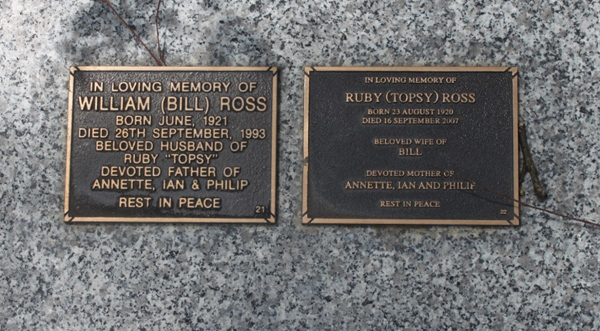 IN LOVING MEMORY OF
WILLIAM (BILL) ROSS
BORN JUNE, 1921
DIED 26TH SEPTEMBER, 1993
BELOVED HUSBAND OF
RUBY "TOPSY"
DEVOTED FATHER OF
ANNETTE, IAN & PHILIP
REST IN PEACE
21
IN LOVING MEMORY OF
RUBY (TOPSY) ROSS
BORN 23 AUGUST 1920
DIED 16 SEPTEMBER 2007
BELOVED WIFE OF
BILL
DEVOTED MOTHER OF
ANNETTE, IAN AND PHILIP
REST IN PEACE
22